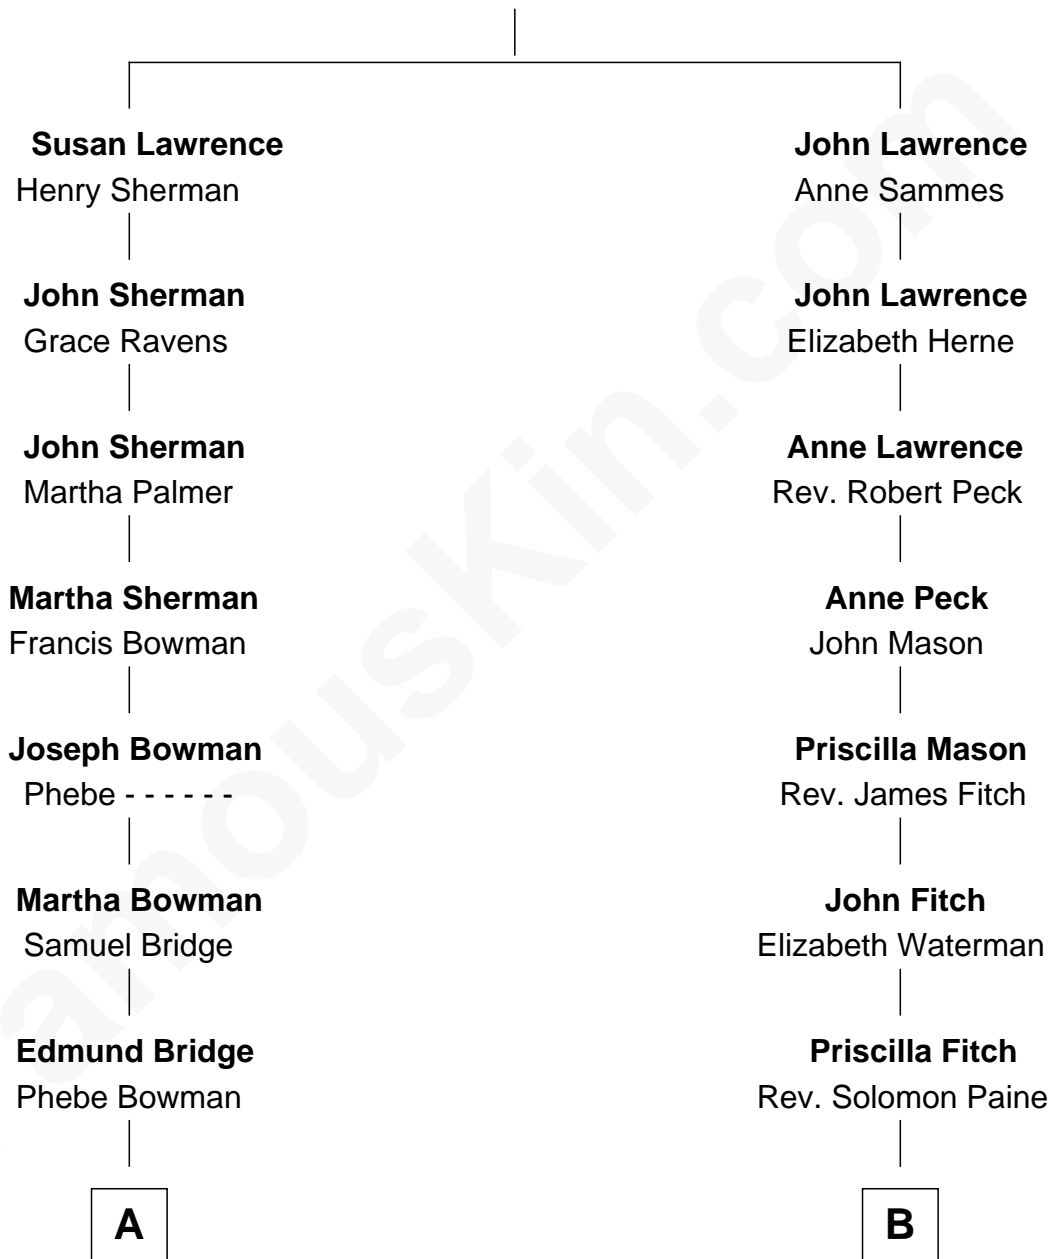 Susan Lawrence
Henry Sherman
John Lawrence
Anne Sammes
John Sherman
Grace Ravens
John Lawrence
Elizabeth Herne
John Sherman
Martha Palmer
Anne Lawrence
Rev. Robert Peck
Martha Sherman
Francis Bowman
Anne Peck
John Mason
Joseph Bowman
Phebe - - - - - -
Priscilla Mason
Rev. James Fitch
Martha Bowman
Samuel Bridge
John Fitch
Elizabeth Waterman
Edmund Bridge
Phebe Bowman
Priscilla Fitch
Rev. Solomon Paine
A
B
amouskin.com